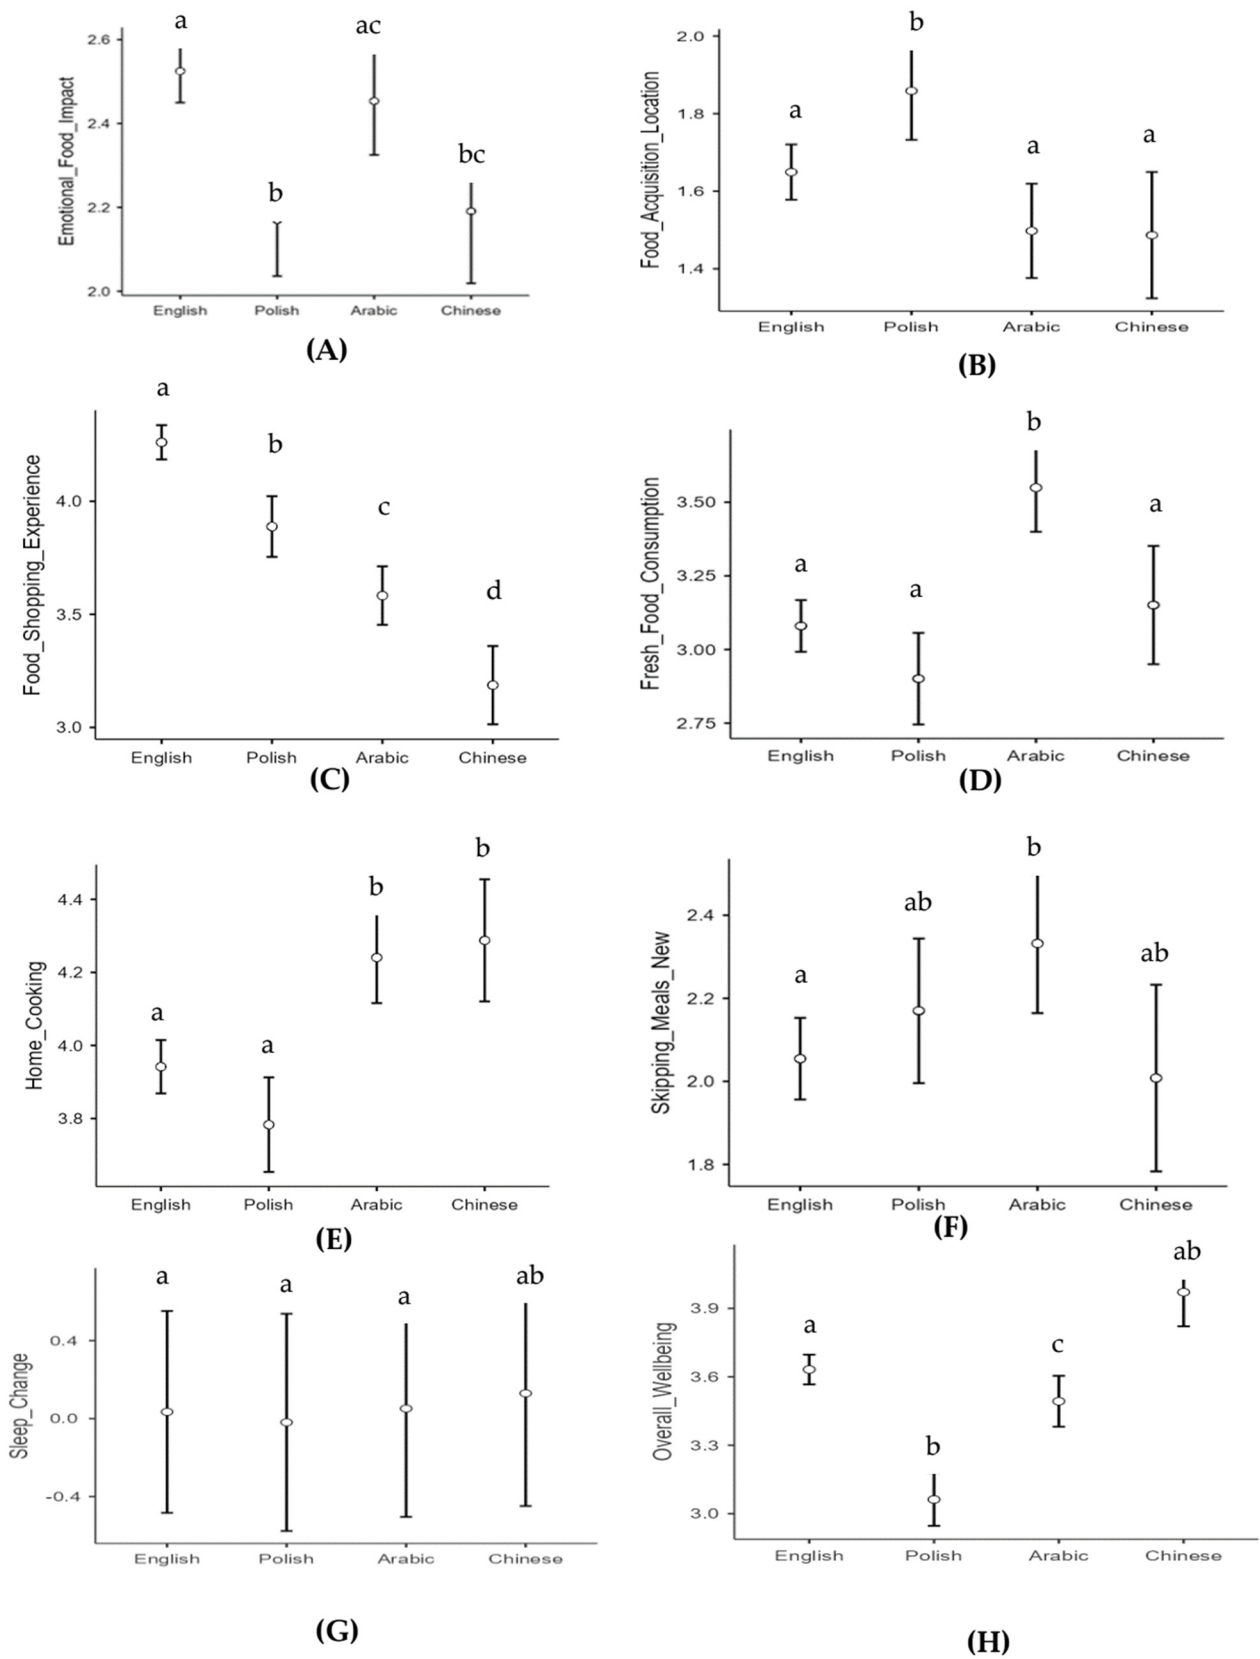 a ac
2.6
2.4
2.2
2.0
Emotional_Food_Impact
b bc
English Polish Arabic Chinese
(A)
b
2.0
1.8
1.6
1.4
Food_Acquisition_Location
a a a
English Polish Arabic Chinese
(B)
a
b
c
d
4.0
3.5
3.0
Food_Shopping_Experience
English Polish Arabic Chinese
(C)
b
a
a
a
3.50
3.25
3.00
2.75
Fresh_Food_Consumption
English Polish Arabic Chinese
(D)
b
b
a
a
4.4
4.2
4.0
3.8
Home_Cooking
English Polish Arabic Chinese
(E)
b
ab
ab
a
2.4
2.2
2.0
1.8
Skipping_Meals_New
English Polish Arabic Chinese
(F)
a a a ab
0.4
0.0
-0.4
Sleep_Change
English Polish Arabic Chinese
(G)
ab
a
c
b
3.9
3.6
3.3
3.0
Overall_Wellbeing
English Polish Arabic Chinese
(H)